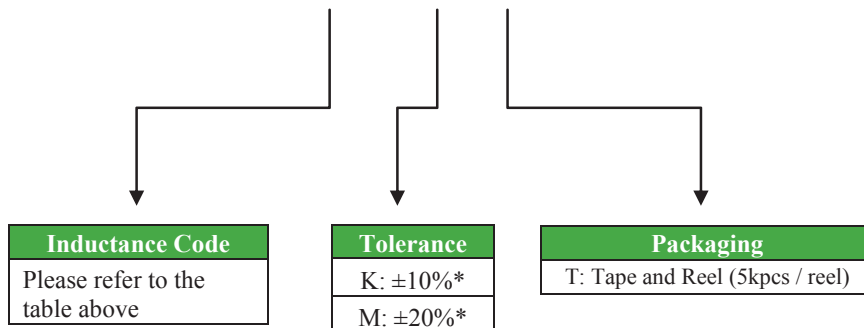 Inductance Code
Please refer to the
table above
Tolerance
K: ±10%*
M: ±20%*
Packaging
T: Tape and Reel (5kpcs / reel)